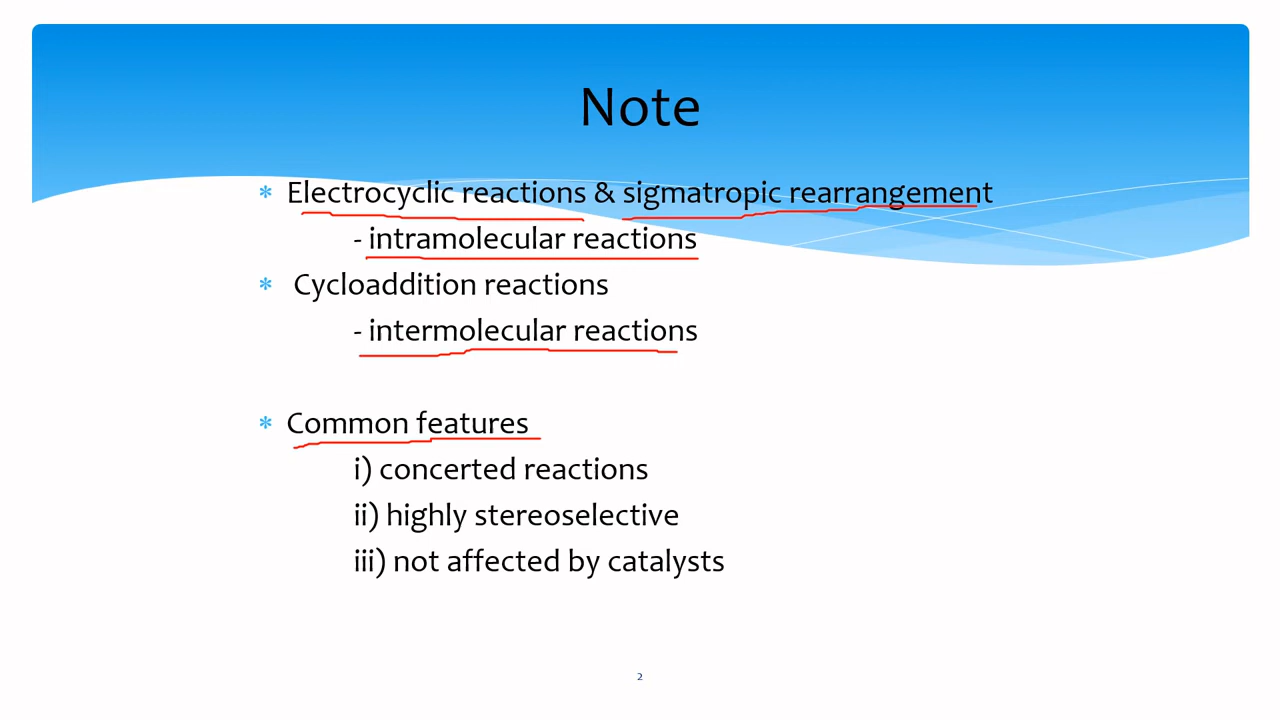 Note
* Electrocyclic reactions & sigmatropic rearrangement
- intramolecular reactions
* Cycloaddition reactions
- intermolecular reactions
* Common features
i) concerted reactions
ii) highly stereoselective
iii) not affected by catalysts
2